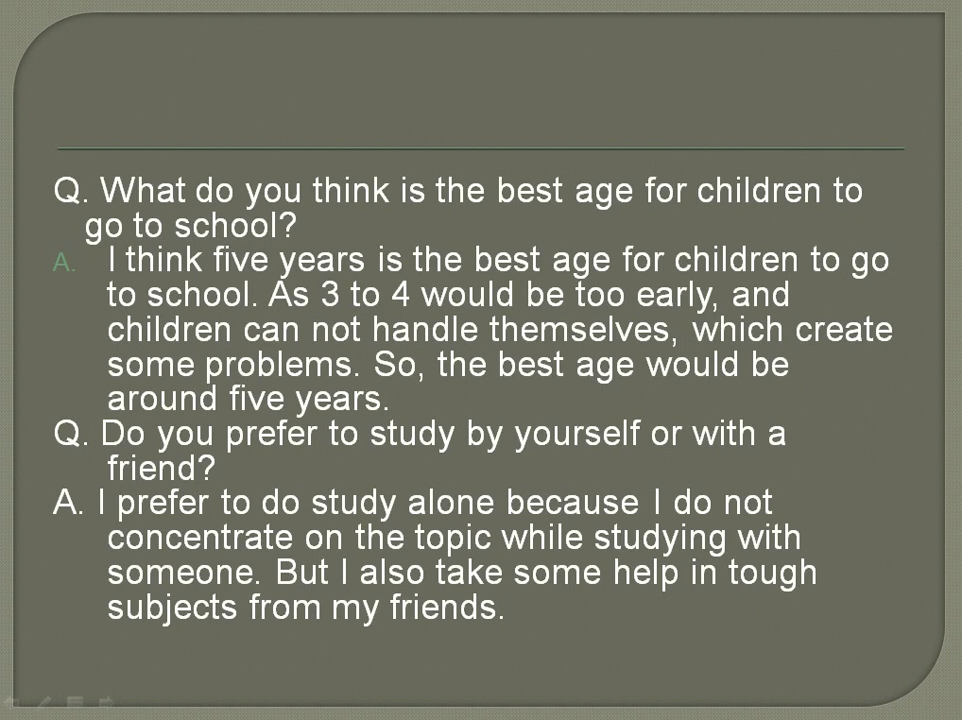 Q. What do you think is the best age for children to
go to school?
A. I think five years is the best age for children to go
to school. As 3 to 4 would be too early, and
children can not handle themselves, which create
some problems. So, the best age would be
around five years.
Q. Do you prefer to study by yourself or with a
friend?
A. I prefer to do study alone because I do not
concentrate on the topic while studying with
someone. But I also take some help in tough
subjects from my friends.